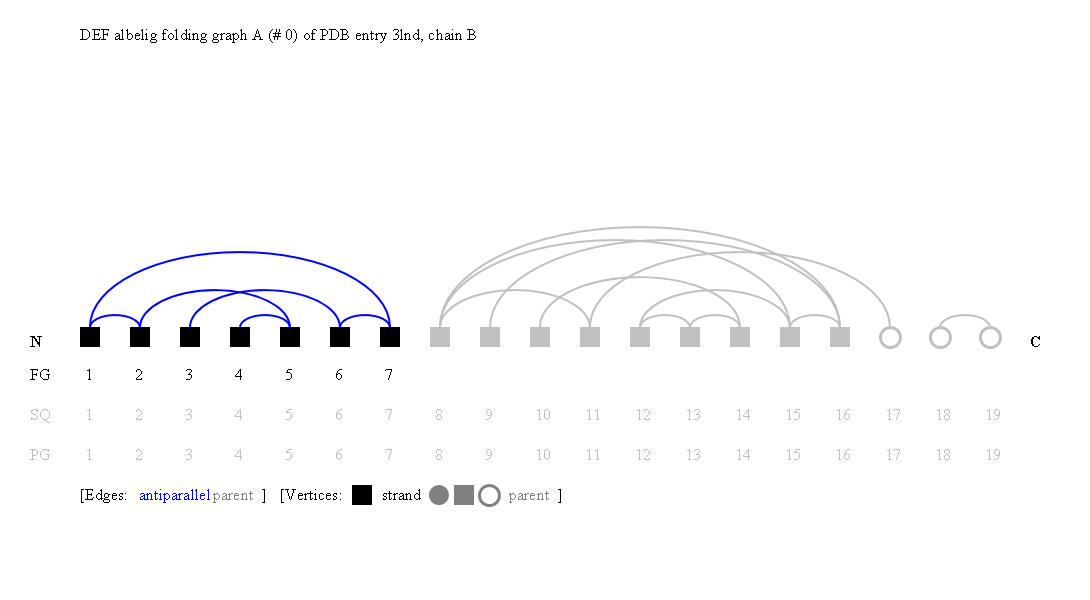 DEF albelig folding graph A (# 0) of PDB entry 3lnd, chain B
N C
FG 1 2 3 4 5 6 7
SQ 1 2 3 4 5 6 7 8 9 10 11 12 13 14 15 16 17 18 19
PG 1 2 3 4 5 6 7 8 9 10 11 12 13 14 15 16 17 18 19
[Edges: antiparallel parent ] [Vertices: strand parent ]